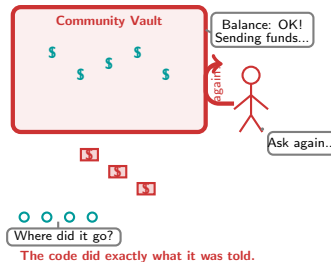 Community Vault
Balance: OK!
Sending funds...
$ $ $ $ $
again
Ask again...
$
$
$
Where did it go?
The code did exactly what it was told.